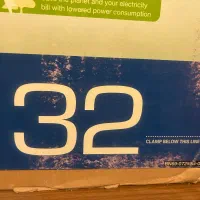 the planet and your electricity
bill with lowered power consumption
32
CLAMP BELOW THIS LINE